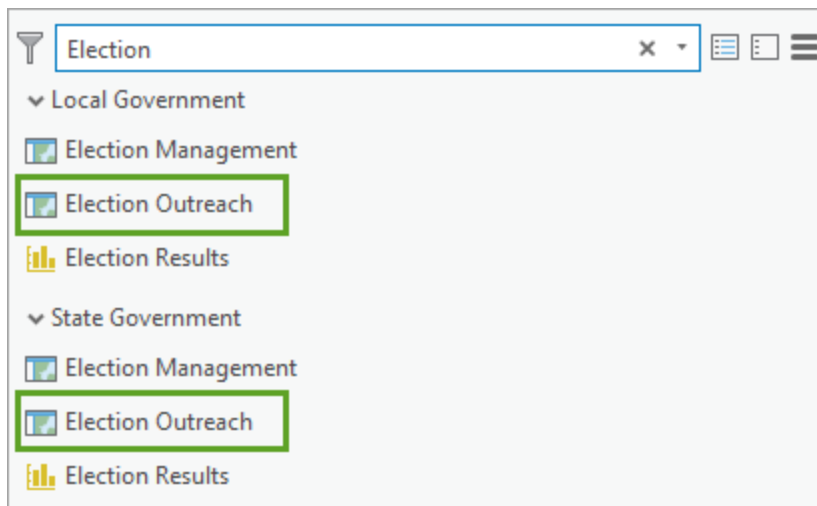 Election
Local Government
Election Management
Election Outreach
Election Results
State Government
Election Management
Election Outreach
Election Results